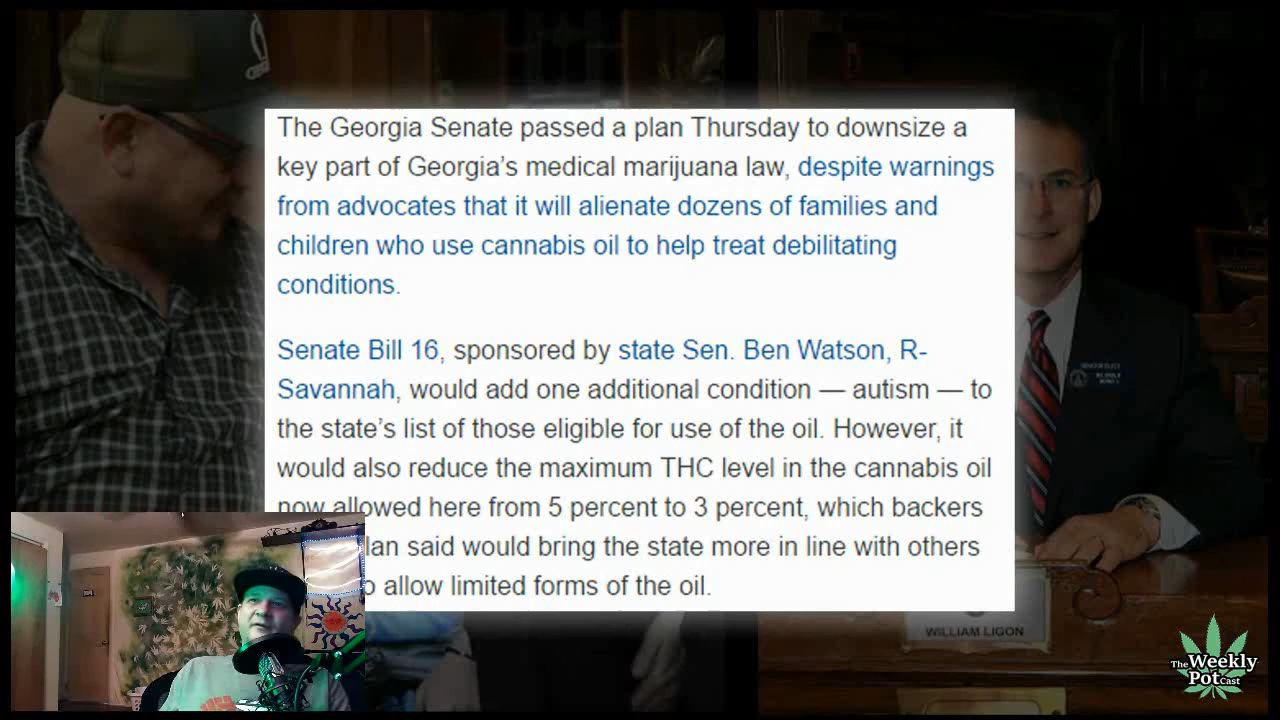 The Georgia Senate passed a plan Thursday to downsize a
key part of Georgia's medical marijuana law, despite warnings
from advocates that it will alienate dozens of families and
children who use cannabis oil to help treat debilitating
conditions.
Senate Bill 16, sponsored by state Sen. Ben Watson, R-
Savannah, would add one additional condition — autism — to
the state's list of those eligible for use of the oil. However, it
would also reduce the maximum THC level in the cannabis oil
now allowed here from 5 percent to 3 percent, which backers
said would bring the state more in line with others
allow limited forms of the oil.
WILLIAM LIGON
The Weekly
PotCast